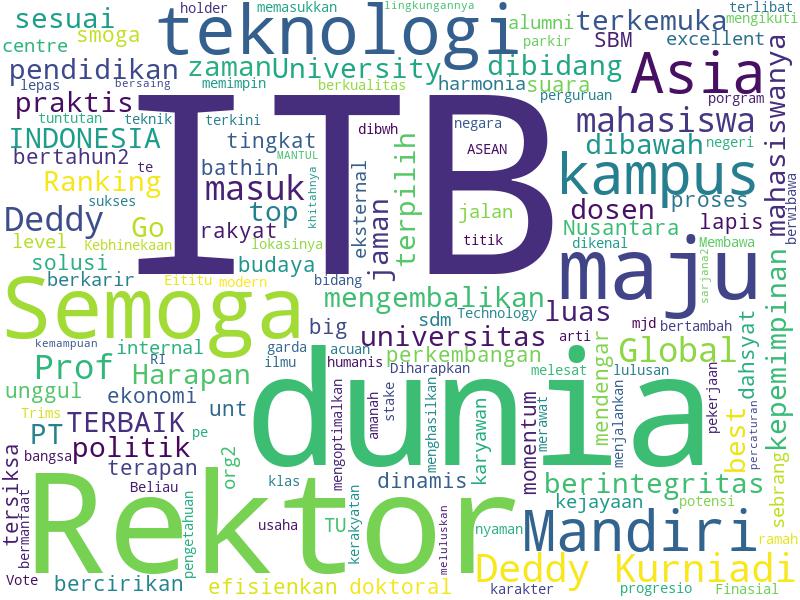 holder memasukkan lingkungannya terlibat
sesuai teknologi alumni terkemuka mengikuti
centre smoga parkir SBM excellent
pendidikan zaman University dibidang Asia
lepas bersaing memimpin berkualitas harmonia suara
praktis ITB perguruan porgram mahasiswanya
tuntutan teknik terkini dibwh negara mahasiswa
INDONESIA tingkat ASEAN dibawah negeri
bertahun2 te bathin MANTUL khitahnya kampus
Ranking masuk eksternal terpilih proses berwibawa
sukses top jaman jalan dosen
Deddy Go rakyat titik Nusantara lapis
level Kebhinekaan lokasinya dikenal Membawa
solusi budaya maju sarjana2
berkarir Eititu modern bidang
Semoga mengembalikan luas
big sdm Technology mjd bertambah
kemampuan universitas arti kepemimpinan
internal garda acuan perkembangan mendengar Global dahsyat
Prof RI ilmu humanis Diharapkan melesat lulusan
Harapan dunia
unggul ekonomi mengoptimalkan amanah stake menghasilkan karyawan momentum merawat menjalankan pekerjaan best percaturan
Trims unt
PT TERBAIK pe
bangsa politik org2
tersiksa terapan klas dinamis berintegritas sebrang
Beliau kejayaan potensi
bermanfaat Rektor pengetahuan usaha TU kerakyatan meluluskan nyaman Mandiri ramah
Vote Deddy Kurniadi
bercirikan efisienkan doktoral karakter progresio Finasial